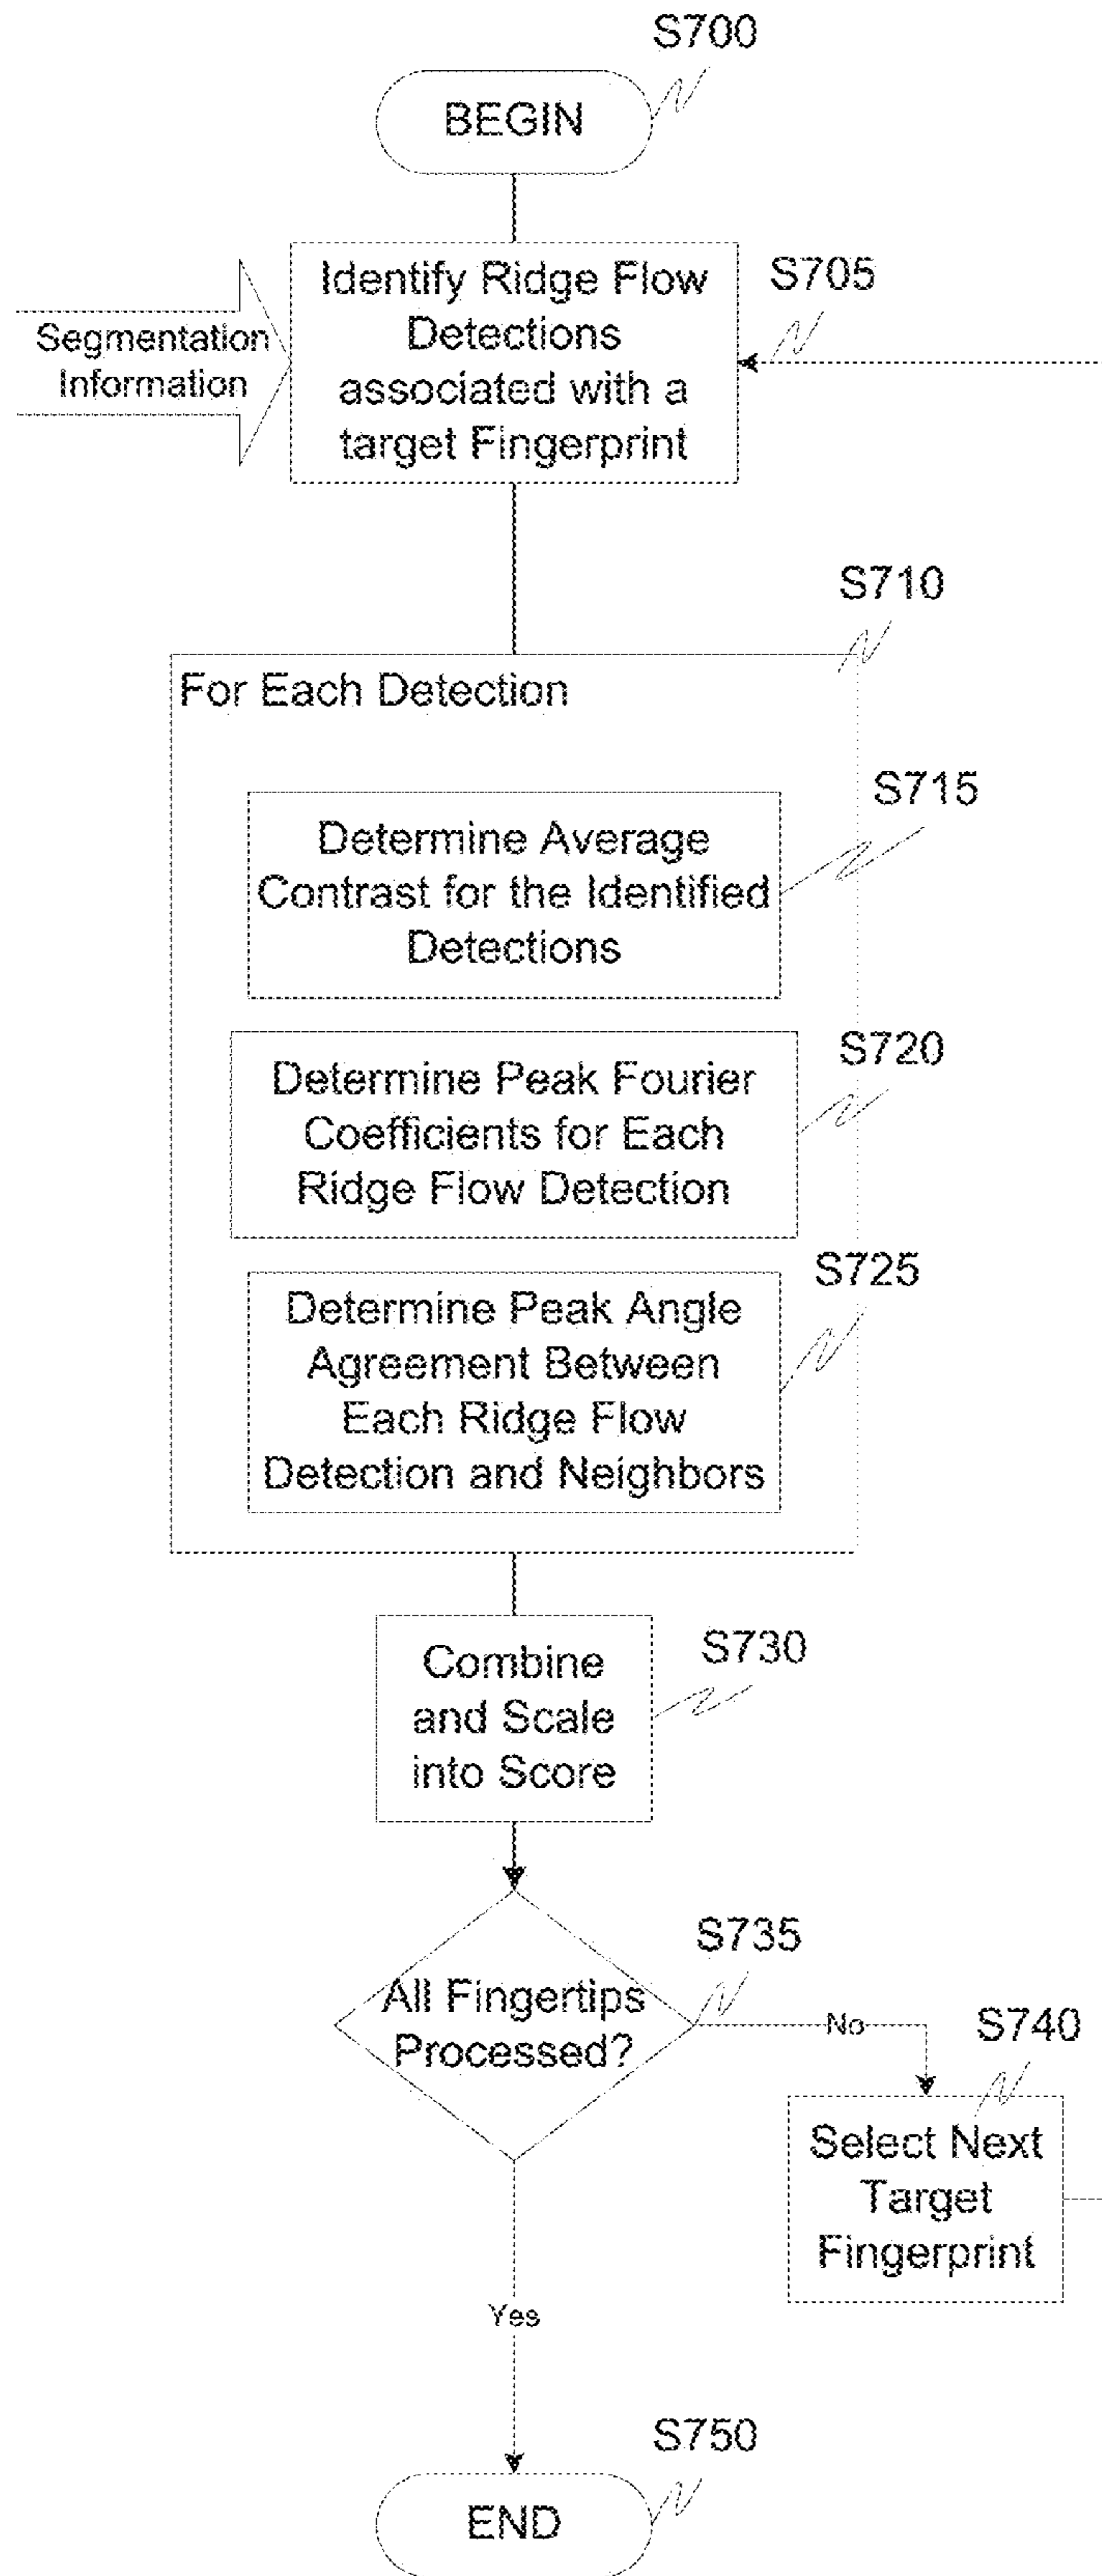 S700
BEGIN
Identify Ridge Flow
Detections
associated with a
target Fingerprint
S705
Segmentation
Information
S710
For Each Detection
S715
Determine Average
Contrast for the Identified
Detections
S720
Determine Peak Fourier
Coefficients for Each
Ridge Flow Detection
S725
Determine Peak Angle
Agreement Between
Each Ridge Flow
Detection and Neighbors
S730
Combine
and Scale
into Score
S735
All Fingertips
Processed?
No
S740
Select Next
Target
Fingerprint
Yes
S750
END